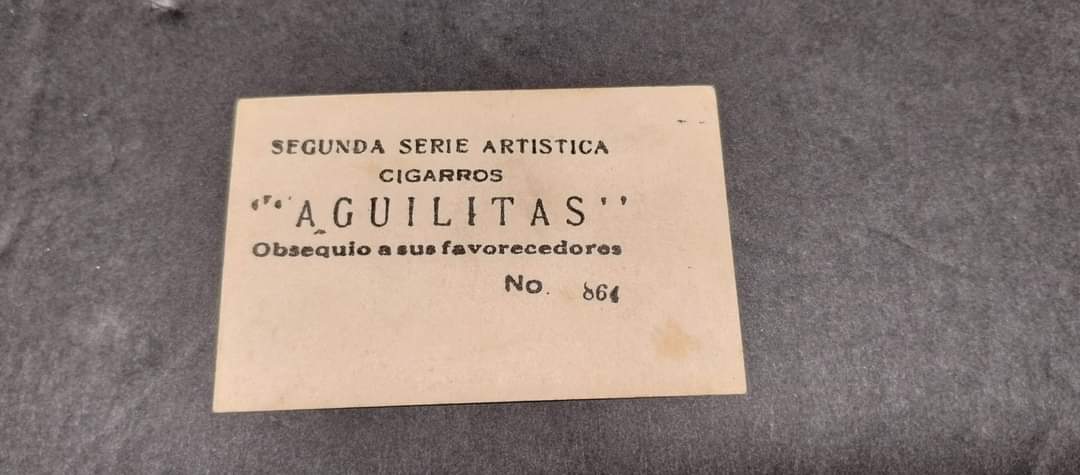 SEGUNDA SERIE ARTISTICA
CIGARROS
"AGUILITAS"
Obsequio a sus favorecedores
No. 864